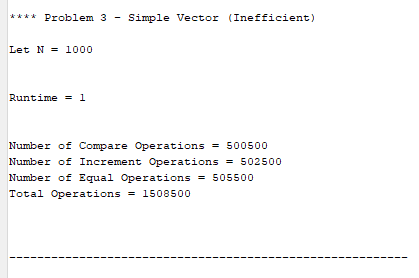 **** Problem 3 - Simple Vector (Inefficient)
Let N = 1000
Runtime = 1
Number of Compare Operations = 500500
Number of Increment Operations = 502500
Number of Equal Operations = 505500
Total Operations = 1508500